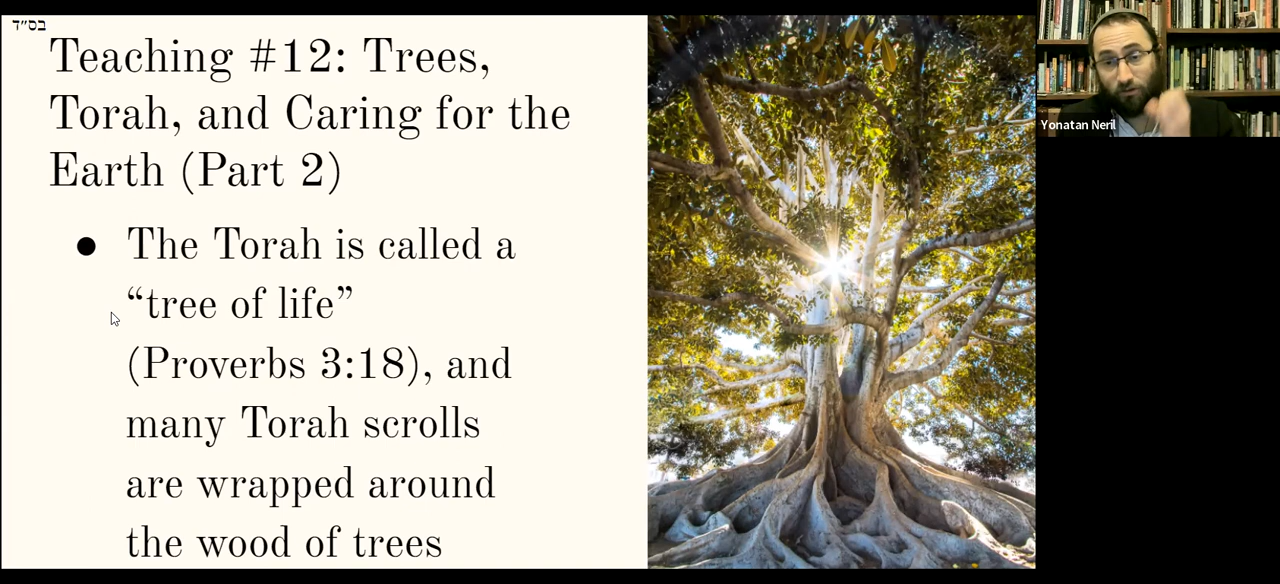 בס״ד
Teaching #12: Trees,
Torah, and Caring for the
Earth (Part 2)
● The Torah is called a
“tree of life”
(Proverbs 3:18), and
many Torah scrolls
are wrapped around
the wood of trees
Yonatan Neril